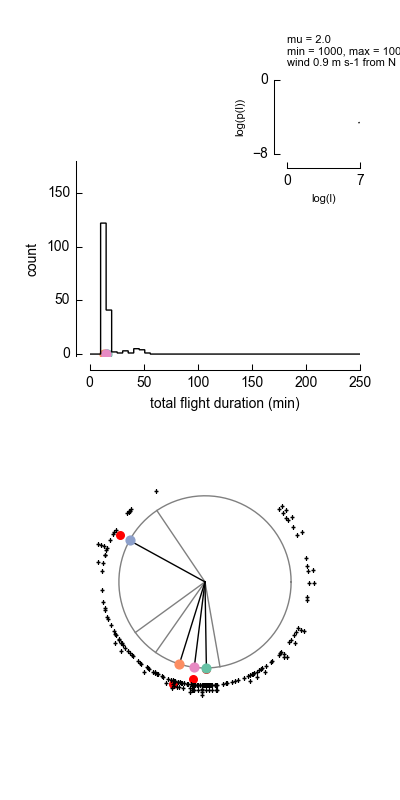 mu = 2.0
min = 1000, max = 100
wind 0.9 m s-1 from N
0
log(p(l))
−8
0 7
log(l)
150
100
50
0
count
0 50 100 150 200 250
total flight duration (min)